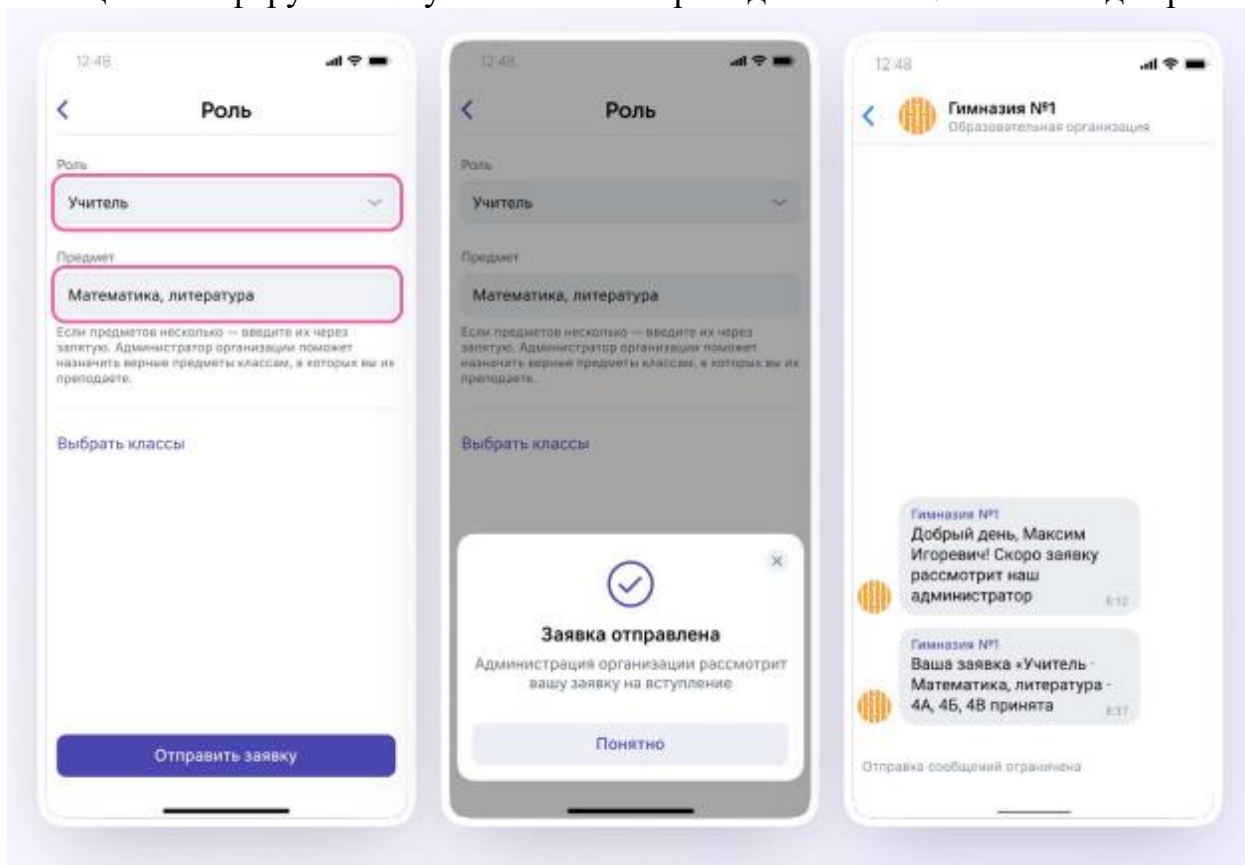 12:48
Роль
Роль
Учитель
Предмет
Математика, литература
Если предметов несколько — введите их через
запятую. Администратор организации поможет
назначить верные предметы классам, в которых вы их
преподаете.
Выбрать классы
Отправить заявку
12:48
Роль
Роль
Учитель
Предмет
Математика, литература
Если предметов несколько — введите их через
запятую. Администратор организации поможет
назначить верные предметы классам, в которых вы их
преподаете.
Выбрать классы
Заявка отправлена
Администрация организации рассмотрит
вашу заявку на вступление
Понятно
12:48
Гимназия №1
Образовательная организация
Гимназия №1
Добрый день, Максим
Игоревич! Скоро заявку
рассмотрит наш
администратор
Гимназия №1
Ваша заявка «Учитель ·
Математика, литература ·
4А, 4Б, 4В принята
8:57
Отправка сообщений ограничена